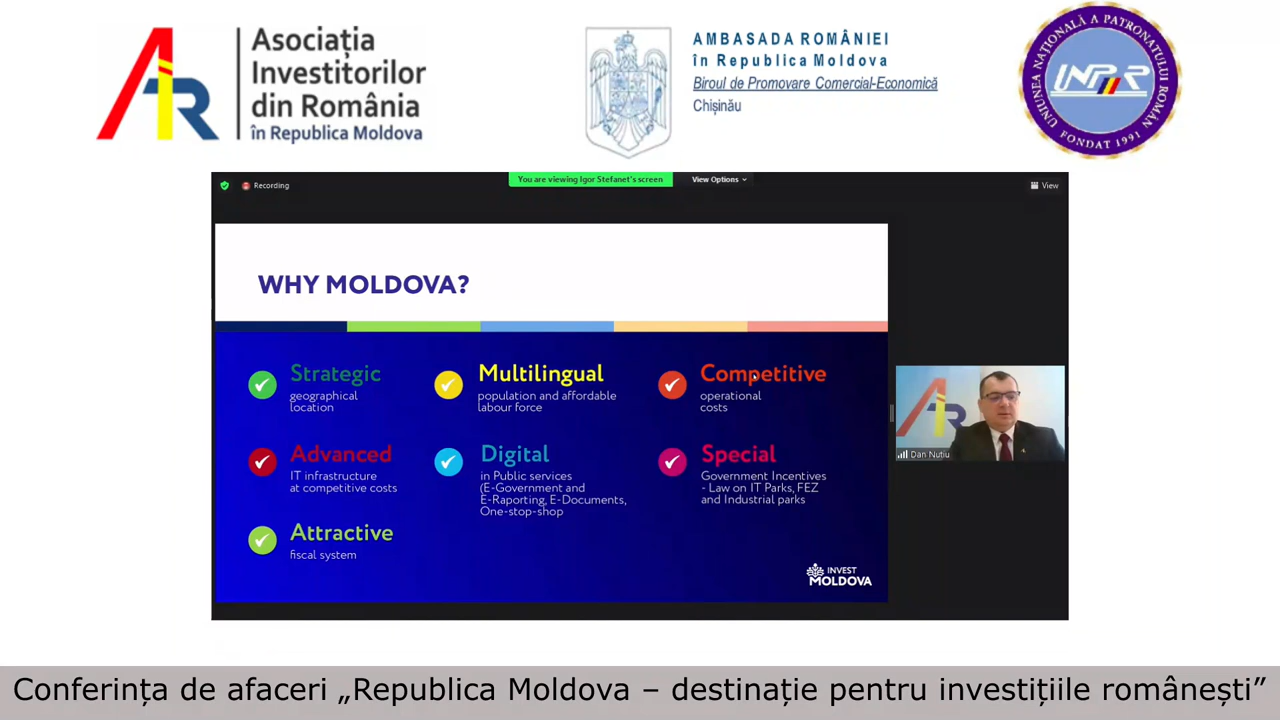 Asociația
Investitorilor
din România
în Republica Moldova
AMBASADA ROMÂNIEI
în Republica Moldova
Biroul de Promovare Comercial-Economică
Chișinău
UNIUNEA NAȚIONALĂ A PATRONATULUI ROMÂN
UNPR
FONDAT 1991
Recording
You are viewing Igor Stefanet's screen
View Options
View
WHY MOLDOVA?
Strategic
geographical
location
Multilingual
population and affordable
labour force
Competitive
operational
costs
Advanced
IT infrastructure
at competitive costs
Digital
in Public services
(E-Government and
E-Raporting, E-Documents,
One-stop-shop
Special
Government Incentives
- Law on IT Parks, FEZ
and Industrial parks
Attractive
fiscal system
INVEST
MOLDOVA
Dan Nuțiu
Conferința de afaceri „Republica Moldova – destinație pentru investițiile românești”